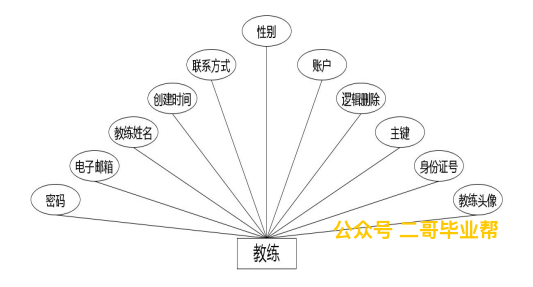 性别
联系方式
账户
创建时间
逻辑删除
教练姓名
主键
电子邮箱
身份证号
密码
教练头像
公众号 二哥毕业帮
教练